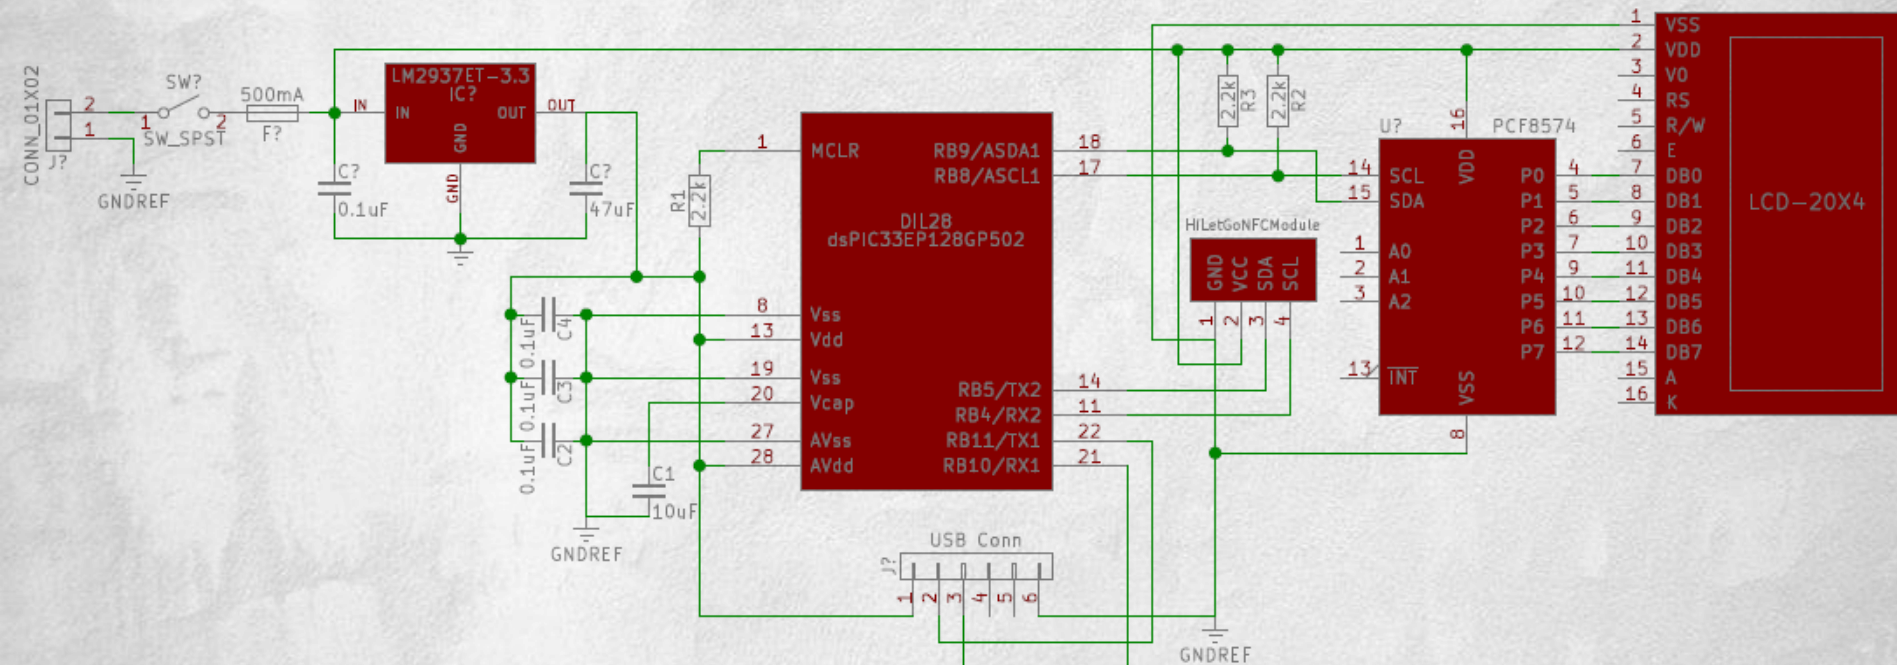 CONN_01X02
J?
2
1
GNDREF
SW?
1
2
SW_SPST
500mA
F?
C?
0.1uF
LM2937ET-3.3
IC?
IN
IN
OUT
OUT
GND
GND
C?
47uF
R1
2.2k
0.1uF
C4
0.1uF
C3
0.1uF
C2
C1
10uF
GNDREF
1
MCLR
8
Vss
13
Vdd
19
Vss
20
Vcap
27
AVss
28
AVdd
DIL28
dsPIC33EP128GP502
RB9/ASDA1
18
RB8/ASCL1
17
RB5/TX2
14
RB4/RX2
11
RB11/TX1
22
RB10/RX1
21
USB Conn
J?
1
2
3
4
5
6
GNDREF
2.2k
R3
2.2k
R2
HiLetGoNFCModule
GND
VCC
SDA
SCL
1
2
3
4
U?
PCF8574
16
VDD
14
SCL
15
SDA
1
A0
2
A1
3
A2
13
INT
VSS
8
P0
4
P1
5
P2
6
P3
7
P4
9
P5
10
P6
11
P7
12
1
VSS
2
VDD
3
V0
4
RS
5
R/W
6
E
7
DB0
8
DB1
9
DB2
10
DB3
11
DB4
12
DB5
13
DB6
14
DB7
15
A
16
K
LCD-20X4